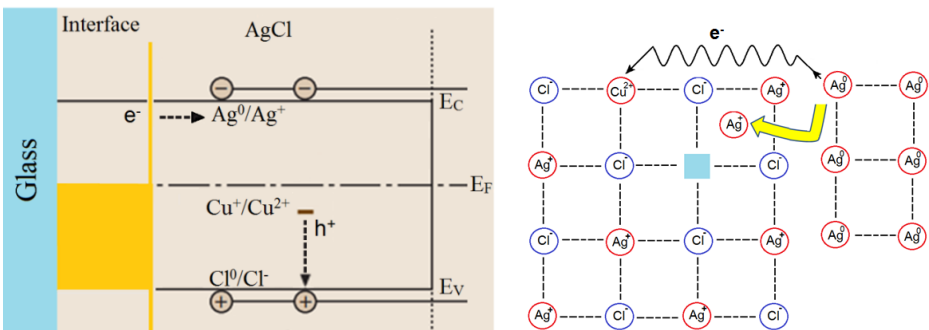 Interface
AgCl
Glass
− −
E_C
e⁻ Ag⁰/Ag⁺
E_F
Cu⁺/Cu²⁺
h⁺
Cl⁰/Cl⁻
E_V
+ +
e⁻
Cl⁻ Cu²⁺ Cl⁻ Ag⁺ Ag⁰ Ag⁰
Ag⁺
Ag⁺ Cl⁻ Cl⁻ Ag⁰ Ag⁰
Cl⁻ Ag⁺ Cl⁻ Ag⁺ Ag⁰ Ag⁰
Ag⁺ Cl⁻ Ag⁺ Cl⁻